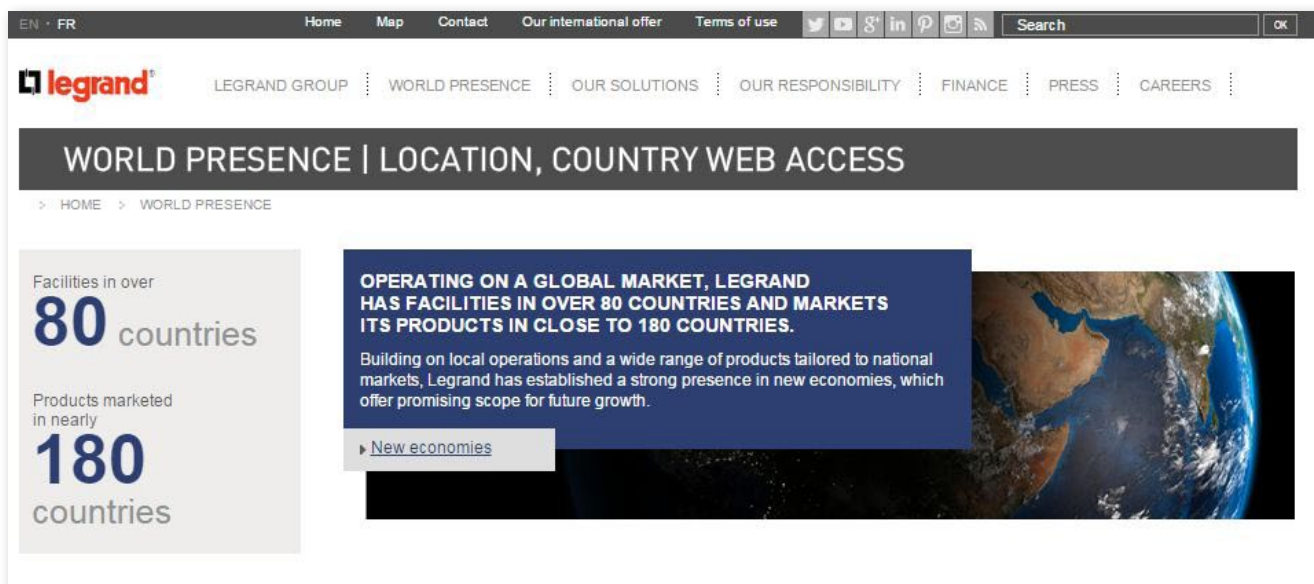 EN · FR Home Map Contact Our international offer Terms of use Search OK
legrand® LEGRAND GROUP WORLD PRESENCE OUR SOLUTIONS OUR RESPONSIBILITY FINANCE PRESS CAREERS
WORLD PRESENCE | LOCATION, COUNTRY WEB ACCESS
> HOME > WORLD PRESENCE
Facilities in over
80 countries
Products marketed
in nearly
180
countries
OPERATING ON A GLOBAL MARKET, LEGRAND
HAS FACILITIES IN OVER 80 COUNTRIES AND MARKETS
ITS PRODUCTS IN CLOSE TO 180 COUNTRIES.
Building on local operations and a wide range of products tailored to national
markets, Legrand has established a strong presence in new economies, which
offer promising scope for future growth.
New economies